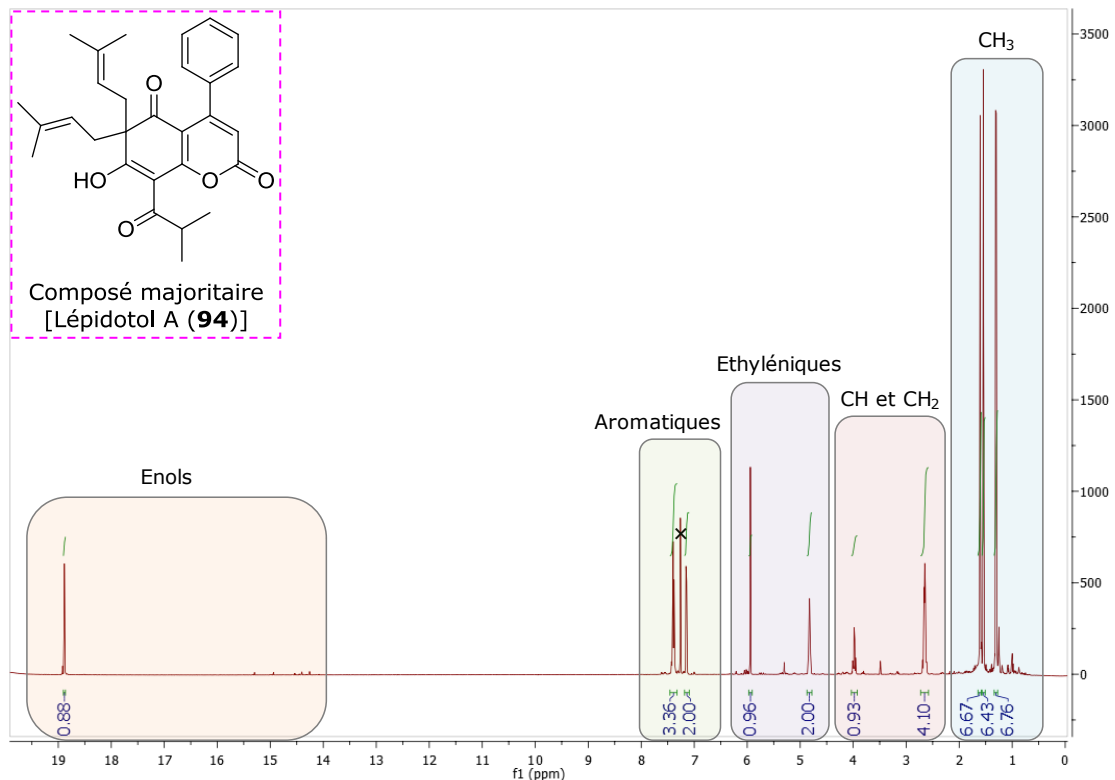 O
O
O
HO
O
Composé majoritaire
[Lépidotol A (94)]
CH₃
Ethyléniques
CH et CH₂
Aromatiques
Enols
×
3500
3000
2500
2000
1500
1000
500
0
0.88
3.36
2.00
0.96
2.00
0.93
4.10
6.67
6.43
6.76
19 18 17 16 15 14 13 12 11 10 9 8 7 6 5 4 3 2 1 0
f1 (ppm)